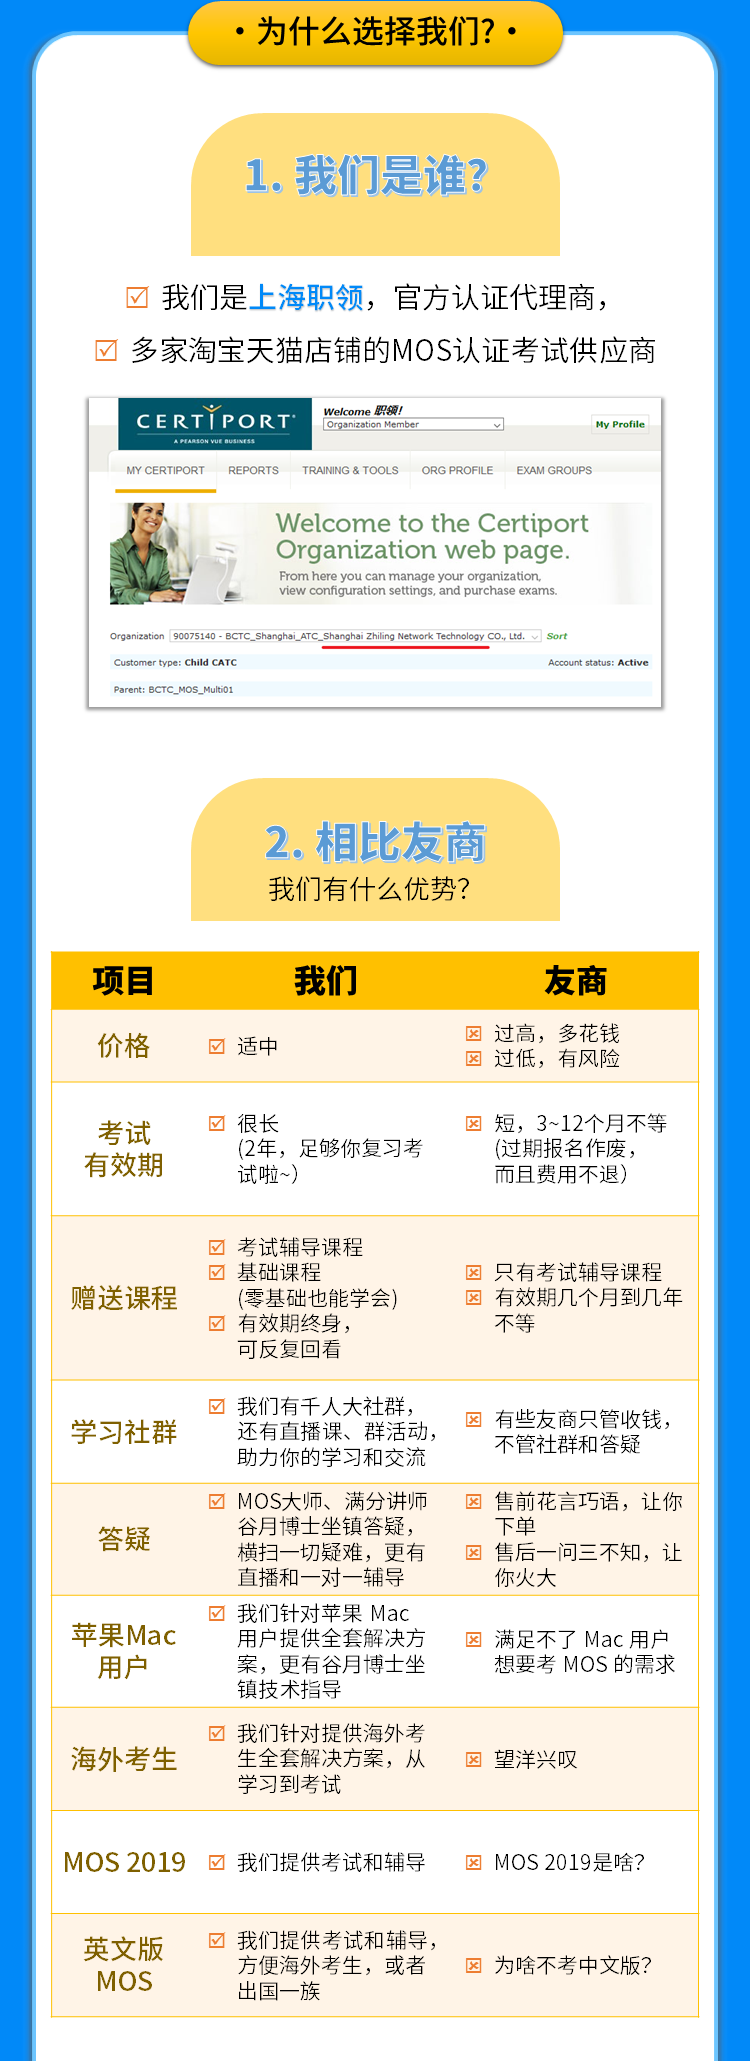 ·为什么选择我们?·
1. 我们是谁?
我们是上海职领，官方认证代理商，
多家淘宝天猫店铺的MOS认证考试供应商
CERTIPORT
A PEARSON VUE BUSINESS
Welcome 职领!
Organization Member
My Profile
MY CERTIPORT REPORTS TRAINING & TOOLS ORG PROFILE EXAM GROUPS
Welcome to the Certiport
Organization web page.
From here you can manage your organization,
view configuration settings, and purchase exams.
Organization 90075140 - BCTC_Shanghai_ATC_Shanghai Zhiling Network Technology CO., Ltd. Sort
Customer type: Child CATC Account status: Active
Parent: BCTC_MOS_Multi01
2. 相比友商
我们有什么优势？
项目 我们 友商
价格
适中
过高，多花钱
过低，有风险
考试
有效期
很长
(2年，足够你复习考
试啦~）
短，3~12个月不等
(过期报名作废，
而且费用不退）
赠送课程
考试辅导课程
基础课程
(零基础也能学会)
有效期终身，
可反复回看
只有考试辅导课程
有效期几个月到几年
不等
学习社群
我们有千人大社群，
还有直播课、群活动，
助力你的学习和交流
有些友商只管收钱，
不管社群和答疑
答疑
MOS大师、满分讲师
谷月博士坐镇答疑，
横扫一切疑难，更有
直播和一对一辅导
售前花言巧语，让你
下单
售后一问三不知，让
你火大
苹果Mac
用户
我们针对苹果 Mac
用户提供全套解决方
案，更有谷月博士坐
镇技术指导
满足不了 Mac 用户
想要考 MOS 的需求
海外考生
我们针对提供海外考
生全套解决方案，从
学习到考试
望洋兴叹
MOS 2019
我们提供考试和辅导
MOS 2019是啥？
英文版
MOS
我们提供考试和辅导，
方便海外考生，或者
出国一族
为啥不考中文版？